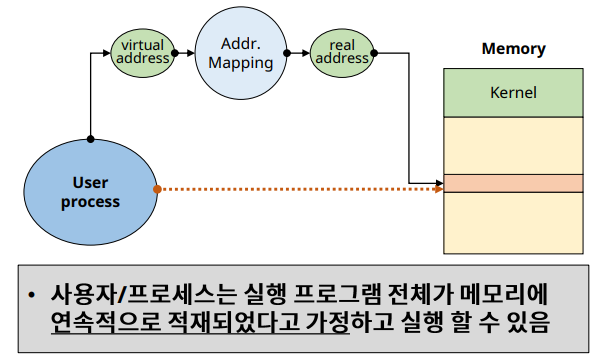 virtual
address
Addr.
Mapping
real
address
Memory
Kernel
User
process
• 사용자/프로세스는 실행 프로그램 전체가 메모리에
연속적으로 적재되었다고 가정하고 실행 할 수 있음